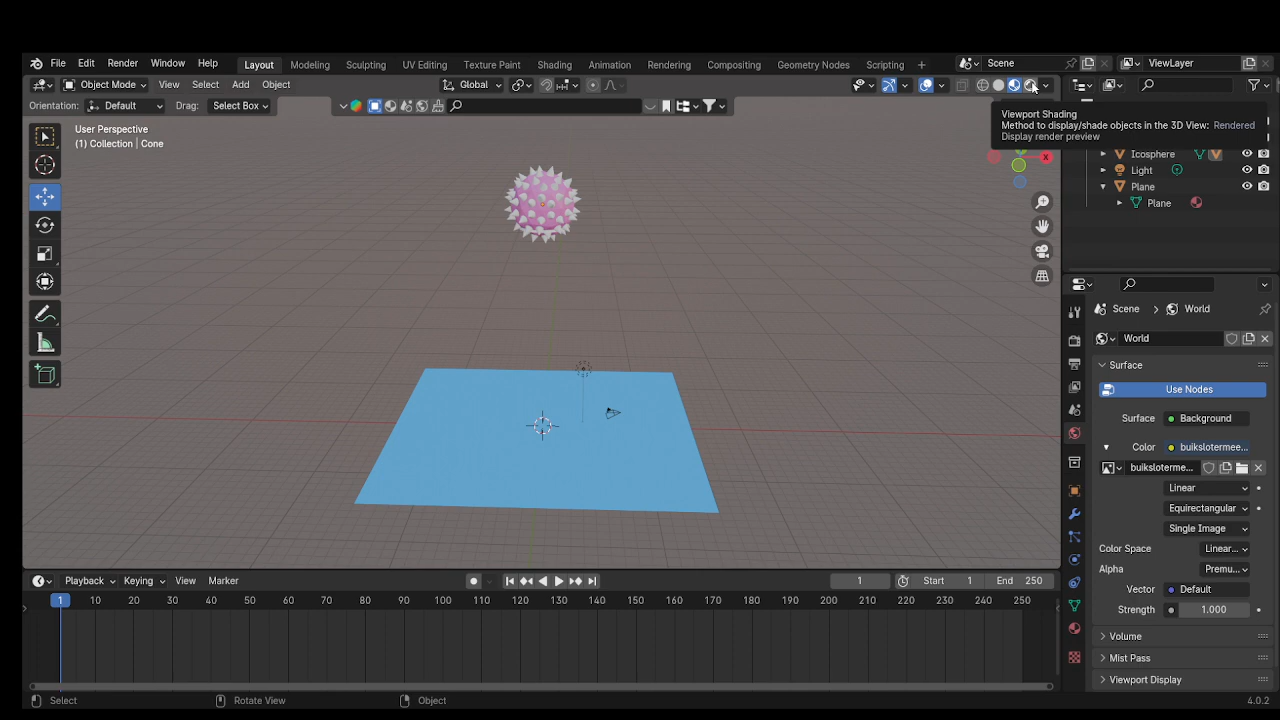 File Edit Render Window Help Layout Modeling Sculpting UV Editing Texture Paint Shading Animation Rendering Compositing Geometry Nodes Scripting + Scene ViewLayer
Object Mode View Select Add Object Global
Orientation: Default Drag: Select Box
Viewport Shading
Method to display/shade objects in the 3D View: Rendered
Display render preview
User Perspective
(1) Collection | Cone
X
Icosphere
Light
Plane
Plane
Scene > World
World
Surface
Use Nodes
Surface Background
Color buikslotermee...
buiksloterme...
Linear
Equirectangular
Single Image
Color Space Linear...
Alpha Premu...
Vector Default
Strength 1.000
Volume
Mist Pass
Viewport Display
Playback Keying View Marker 1 Start 1 End 250
1 10 20 30 40 50 60 70 80 90 100 110 120 130 140 150 160 170 180 190 200 210 220 230 240 250
Select Rotate View Object 4.0.2